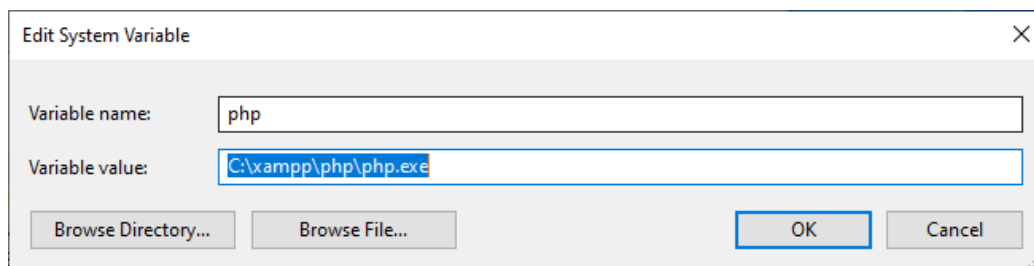 Edit System Variable
Variable name:
php
Variable value:
C:\xampp\php\php.exe
Browse Directory...
Browse File...
OK
Cancel